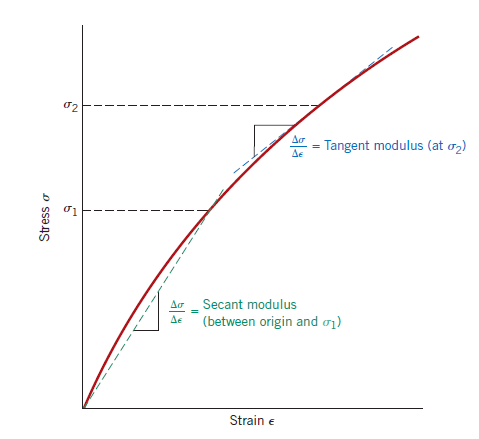 σ2
Δσ
Δϵ
= Tangent modulus (at σ2)
σ1
Stress σ
Δσ
Δϵ
= Secant modulus
(between origin and σ1)
Strain ϵ